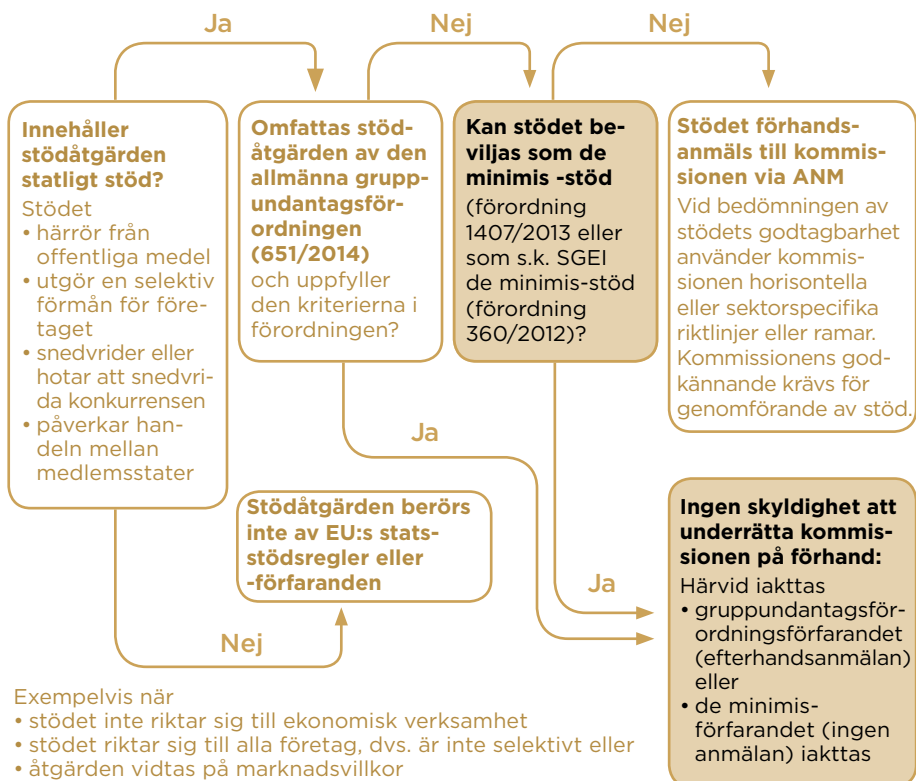 Ja
Nej
Nej
Innehåller
stödåtgärden
statligt stöd?
Stödet
• härrör från
offentliga medel
• utgör en selektiv
förmån för före-
taget
• snedvrider eller
hotar att snedvri-
da konkurrensen
• påverkar han-
deln mellan
medlemsstater
Omfattas stöd-
åtgärden av den
allmänna grupp-
undantagsför-
ordningen
(651/2014)
och uppfyller
den kriterierna i
förordningen?
Kan stödet be-
viljas som de
minimis -stöd
(förordning
1407/2013 eller
som s.k. SGEI
de minimis-stöd
(förordning
360/2012)?
Stödet förhands-
anmäls till kommis-
sionen via ANM
Vid bedömningen av
stödets godtagbarhet
använder kommis-
sionen horisontella
eller sektorspecifika
riktlinjer eller ramar.
Kommissionens god-
kännande krävs för
genomförande av stöd.
Ja
Stödåtgärden berörs
inte av EU:s stats-
stödsregler eller
-förfaranden
Ja
Nej
Ingen skyldighet att
underrätta kommis-
sionen på förhand:
Härvid iakttas
• gruppundantagsför-
ordningsförfarandet
(efterhandsanmälan)
eller
• de minimis-
förfarandet (ingen
anmälan) iakttas
Exempelvis när
• stödet inte riktar sig till ekonomisk verksamhet
• stödet riktar sig till alla företag, dvs. är inte selektivt eller
• åtgärden vidtas på marknadsvillkor